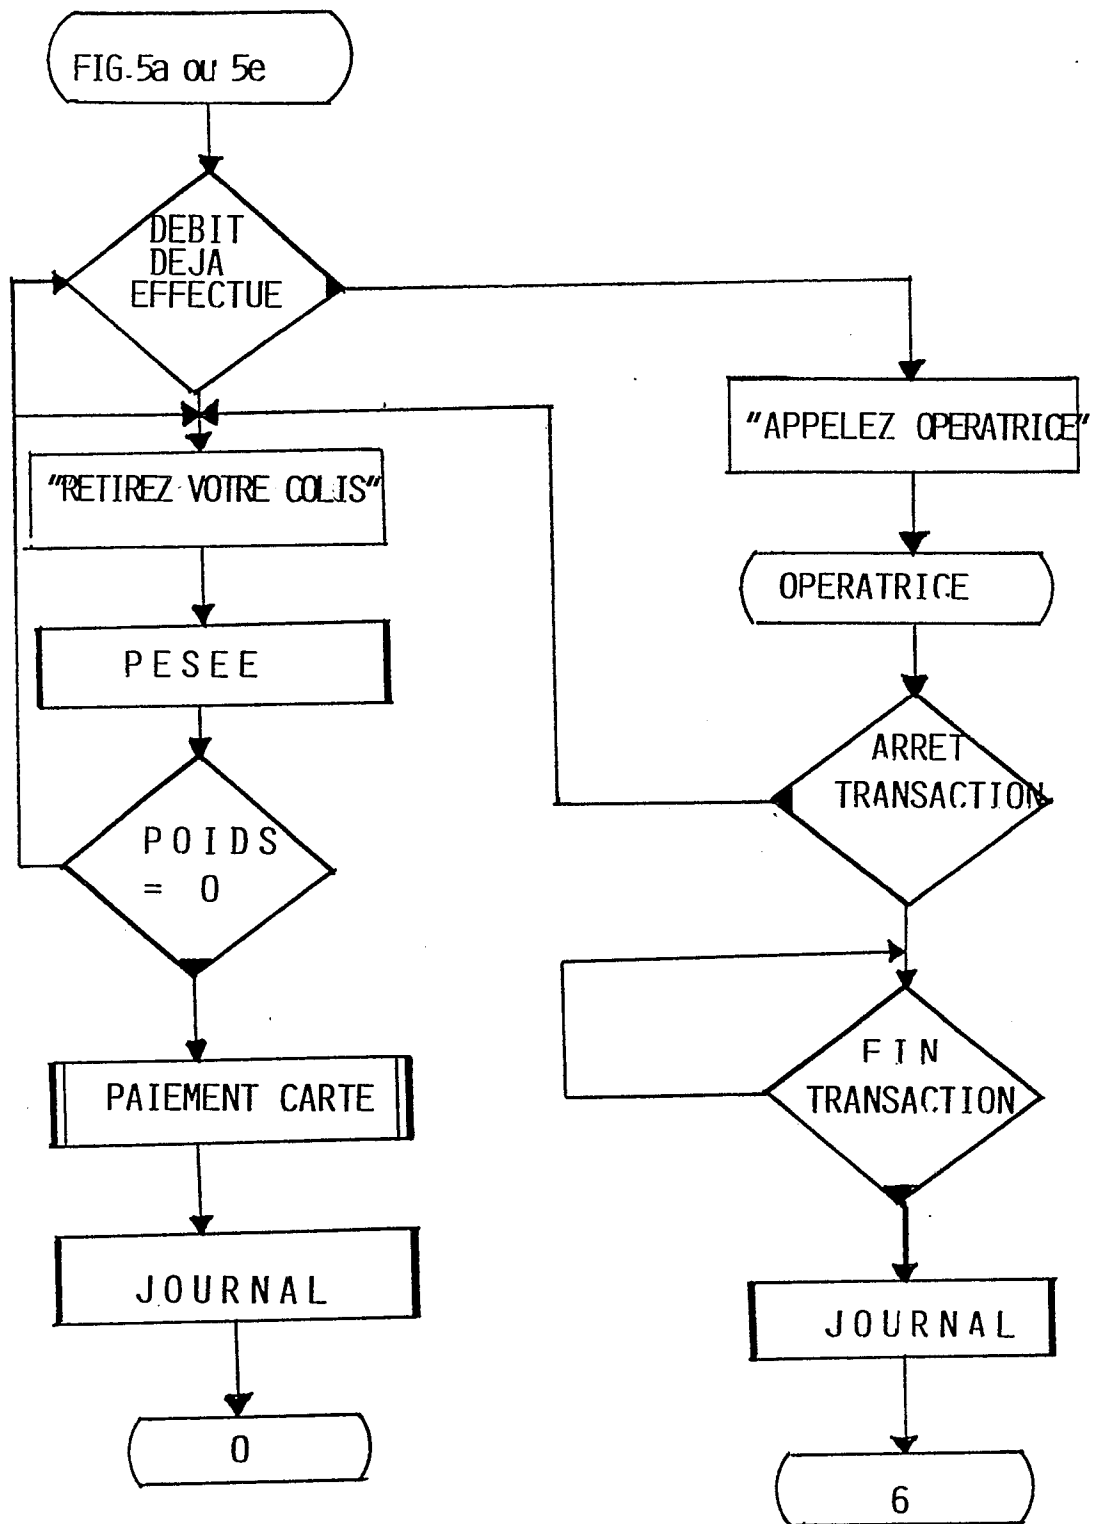 FIG.5a ou 5e
DEBIT
DEJA
EFFECTUE
"RETIREZ VOTRE COLIS"
PESEE
POIDS
= 0
PAIEMENT CARTE
JOURNAL
0
"APPELEZ OPERATRICE"
OPERATRICE
ARRET
TRANSACTION
FIN
TRANSACTION
JOURNAL
6